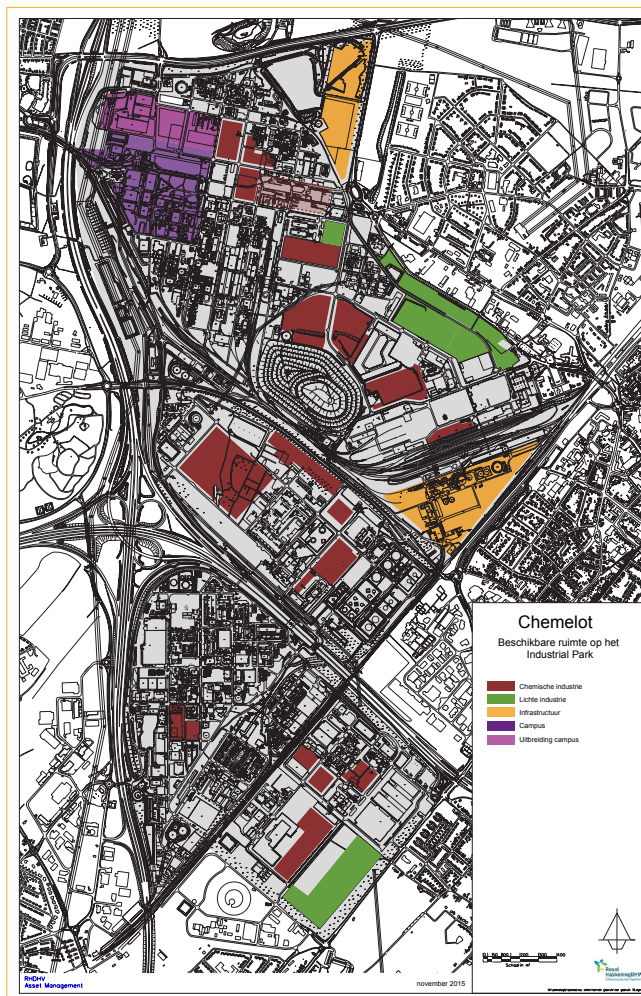 Chemelot
Beschikbare ruimte op het
Industrial Park
Chemische industrie
Lichte industrie
Infrastructuur
Campus
Uitbreiding campus
Royal
HaskoningDHV
RHDHV
Asset Management
november 2015